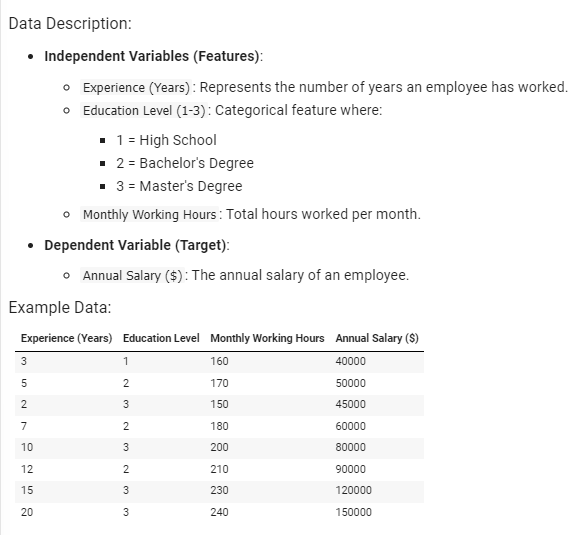 Data Description:
• Independent Variables (Features):
Experience (Years): Represents the number of years an employee has worked.
Education Level (1-3): Categorical feature where:
1 = High School
2 = Bachelor's Degree
3 = Master's Degree
Monthly Working Hours: Total hours worked per month.
• Dependent Variable (Target):
Annual Salary ($): The annual salary of an employee.
Example Data:
Experience (Years) Education Level Monthly Working Hours Annual Salary ($)
3 1 160 40000
5 2 170 50000
2 3 150 45000
7 2 180 60000
10 3 200 80000
12 2 210 90000
15 3 230 120000
20 3 240 150000